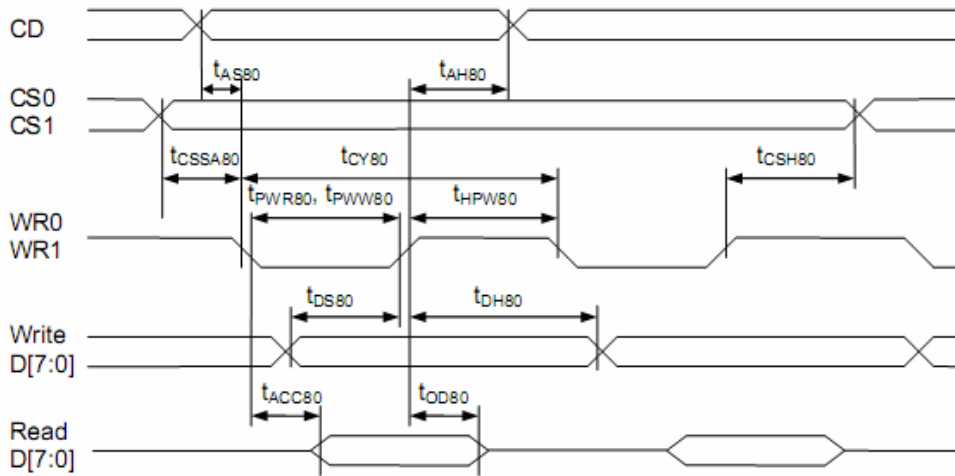 CD
tAS80
tAH80
CS0
CS1
tCSSA80
tCY80
tCSH80
tPWR80, tPWW80
tHPW80
WR0
WR1
tDS80
tDH80
Write
D[7:0]
tACC80
tOD80
Read
D[7:0]